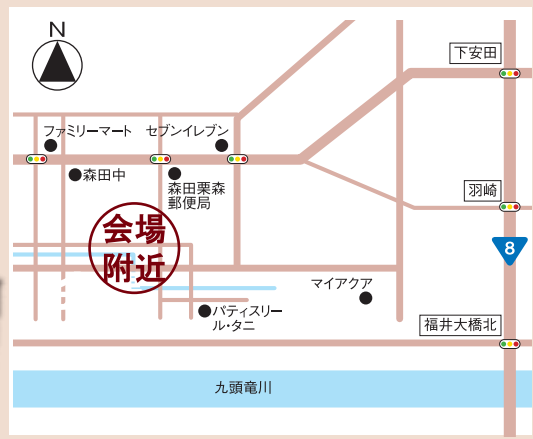 N
下安田
ファミリーマート
セブンイレブン
森田中
森田栗森
郵便局
羽崎
会場
附近
8
マイアクア
パティスリー
ル・タニ
福井大橋北
九頭竜川